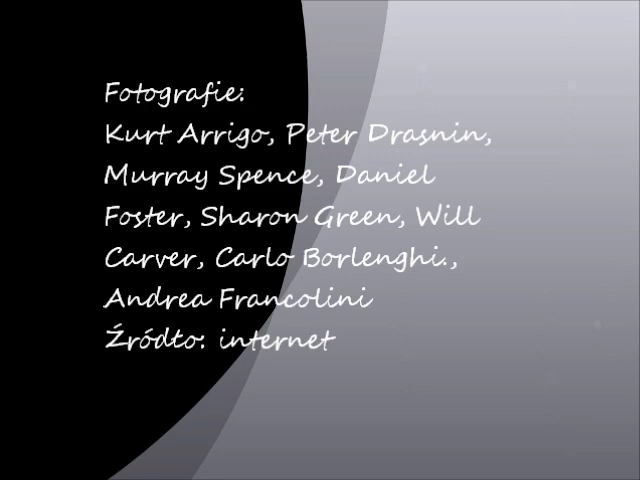 Fotografie:
Kurt Arrigo, Peter Drasnin,
Murray Spence, Daniel
Foster, Sharon Green, Will
Carver, Carlo Borlenghi.,
Andrea Francolini
Źródło: internet